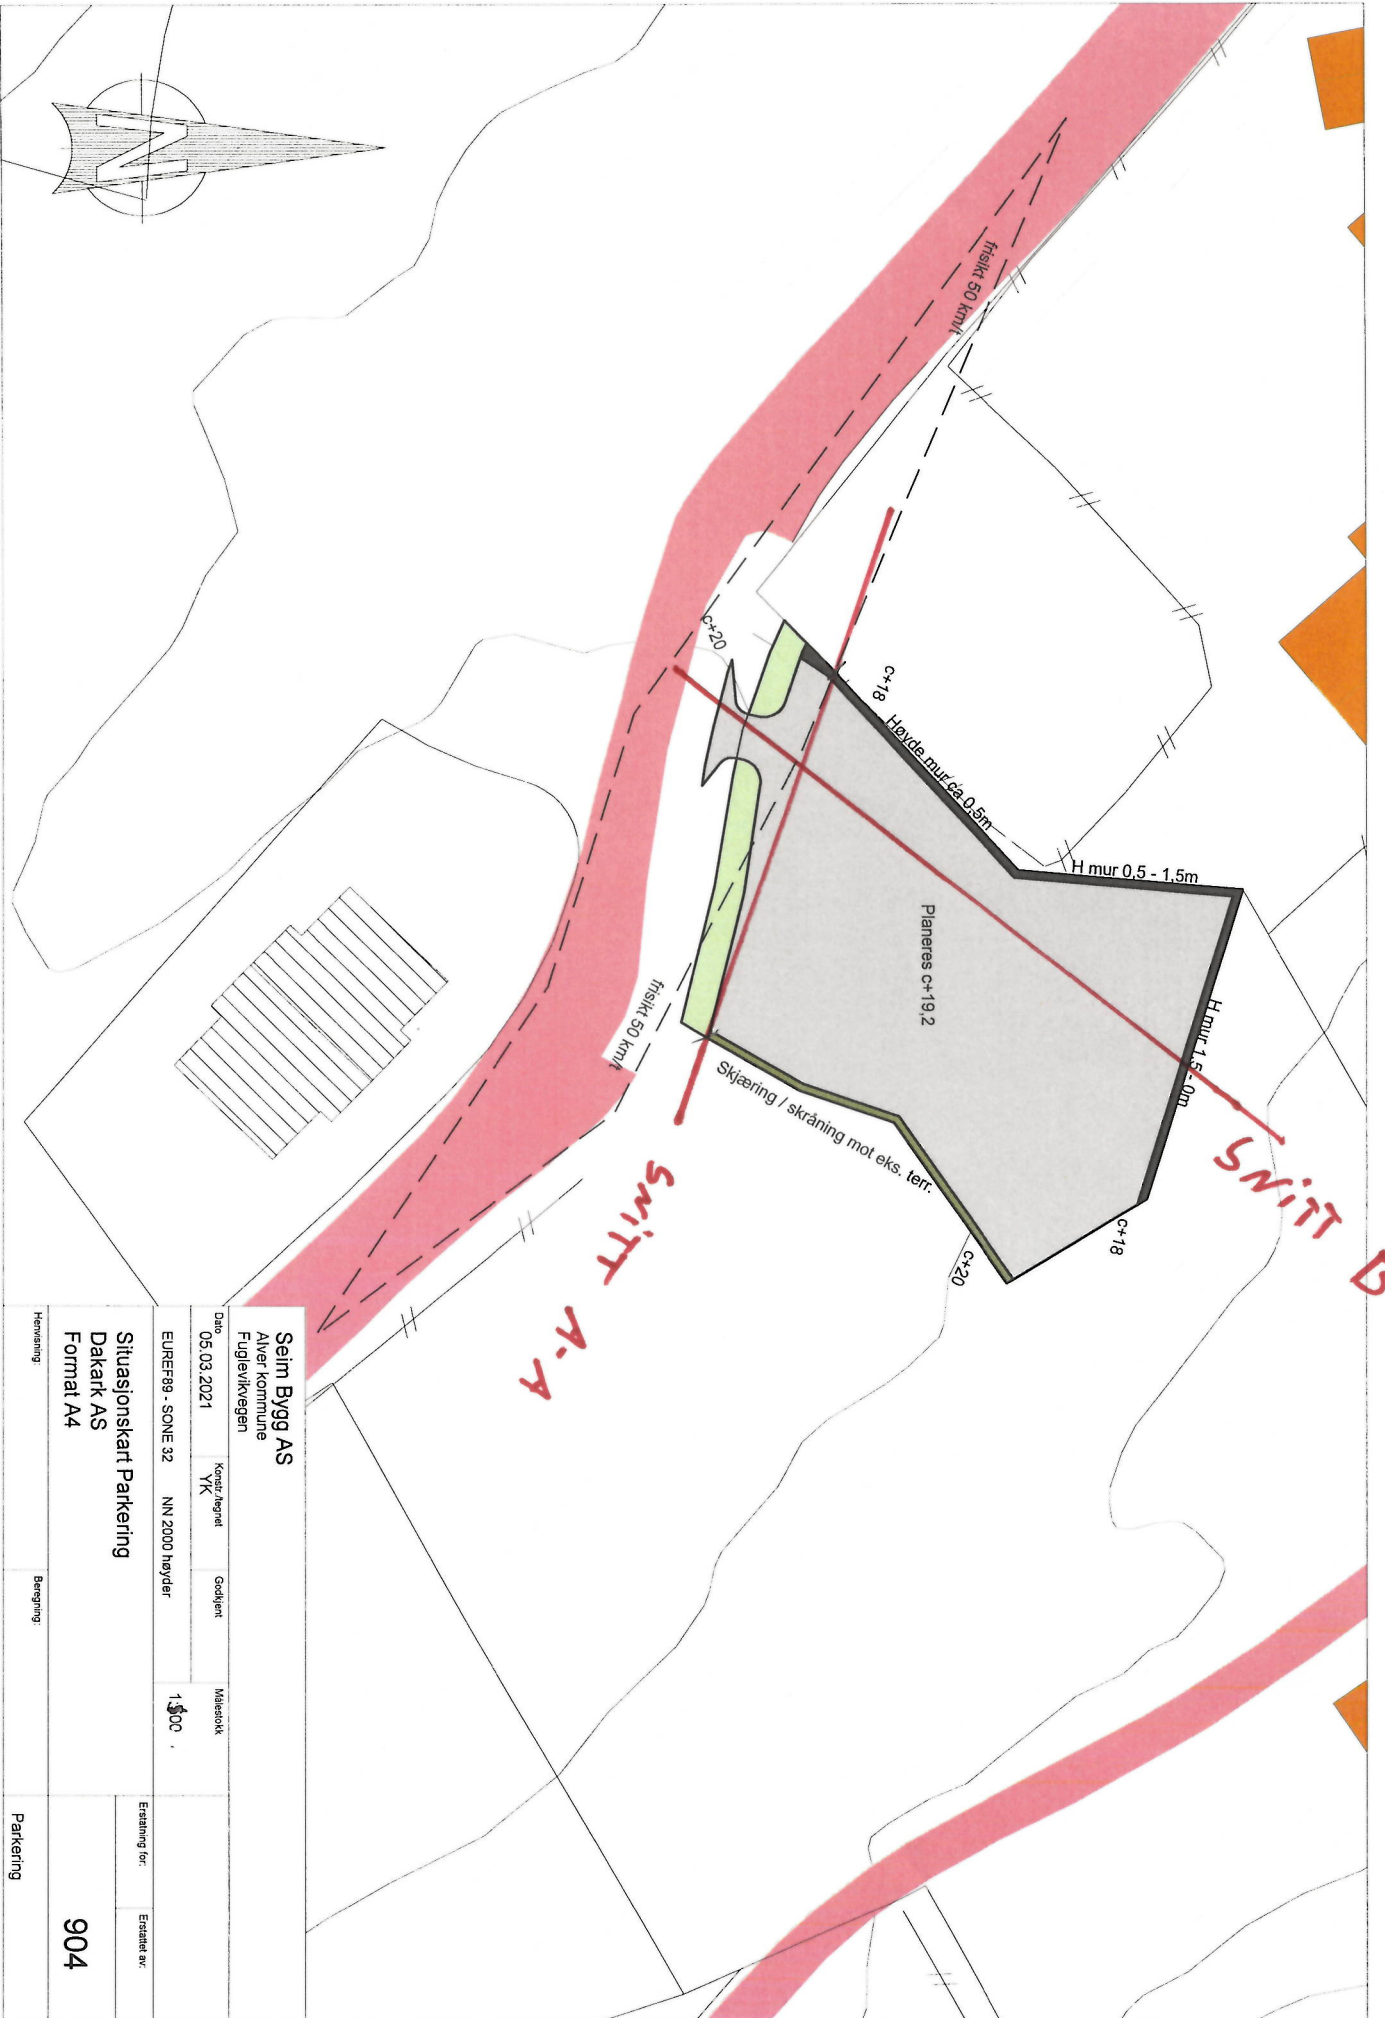 N
frisikt 50 km/t
c+20
c+18
Høyde mur ca 0,5m
H mur 0,5 - 1,5m
H mur 1,5 - 0m
Planeres c+19,2
frisikt 50 km/t
Skjæring / skråning mot eks. terr.
c+18
c+20
SNITT B
SNITT A-A
Seim Bygg AS
Alver kommune
Fuglevikvegen
Dato
Konstr./tegnet
Godkjent
Målestokk
05.03.2021
YK
EUREF89 - SONE 32
NN 2000 høyder
Situasjonskart Parkering
Dakark AS
Format A4
Erstatning for:
Erstattet av:
904
Henvisning:
Beregning:
Parkering